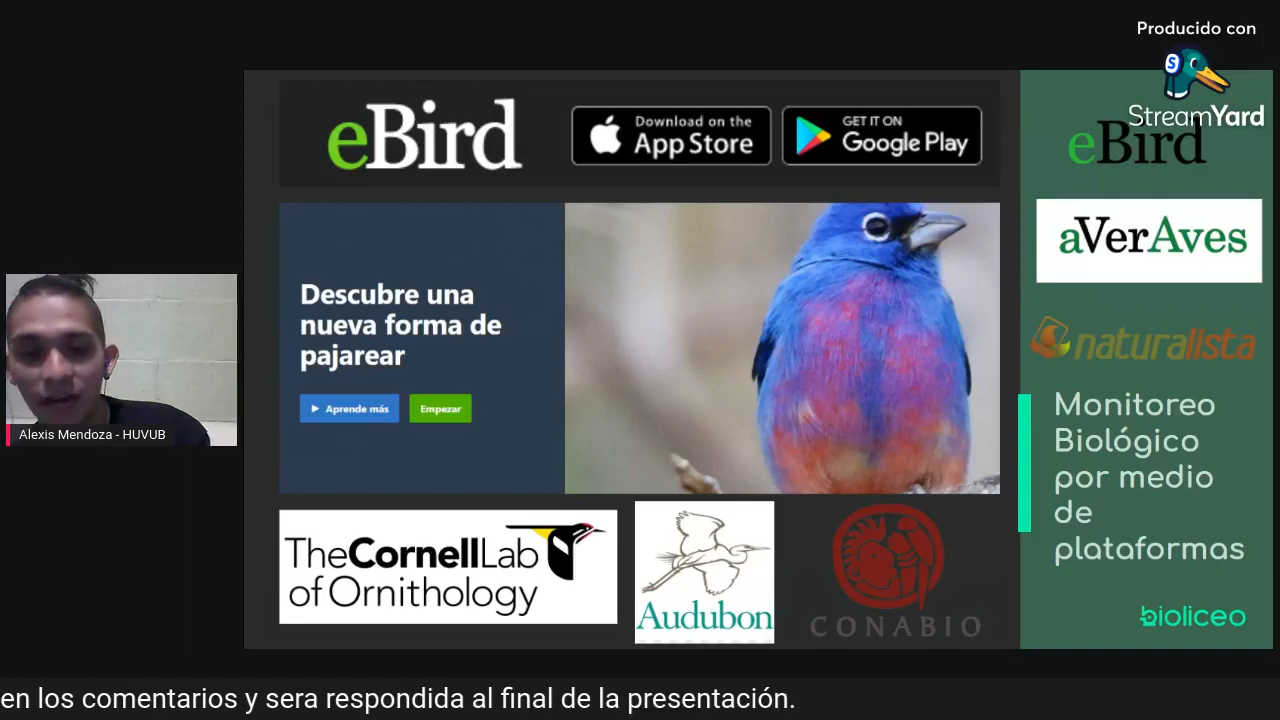 Producido con
StreamYard
eBird
Download on the
App Store
GET IT ON
Google Play
eBird
aVerAves
naturalista
Descubre una
nueva forma de
pajarear
Aprende más
Empezar
Monitoreo
Biológico
por medio
de
plataformas
Alexis Mendoza - HUVUB
TheCornellLab
of Ornithology
Audubon
CONABIO
bioliceo
en los comentarios y sera respondida al final de la presentación.